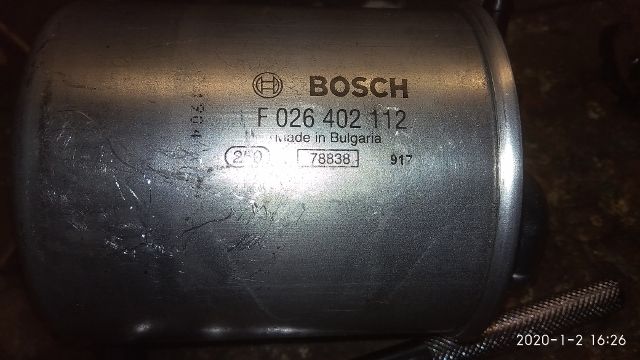 BOSCH
F 026 402 112
Made in Bulgaria
250 78838 917
2020-1-2 16:26